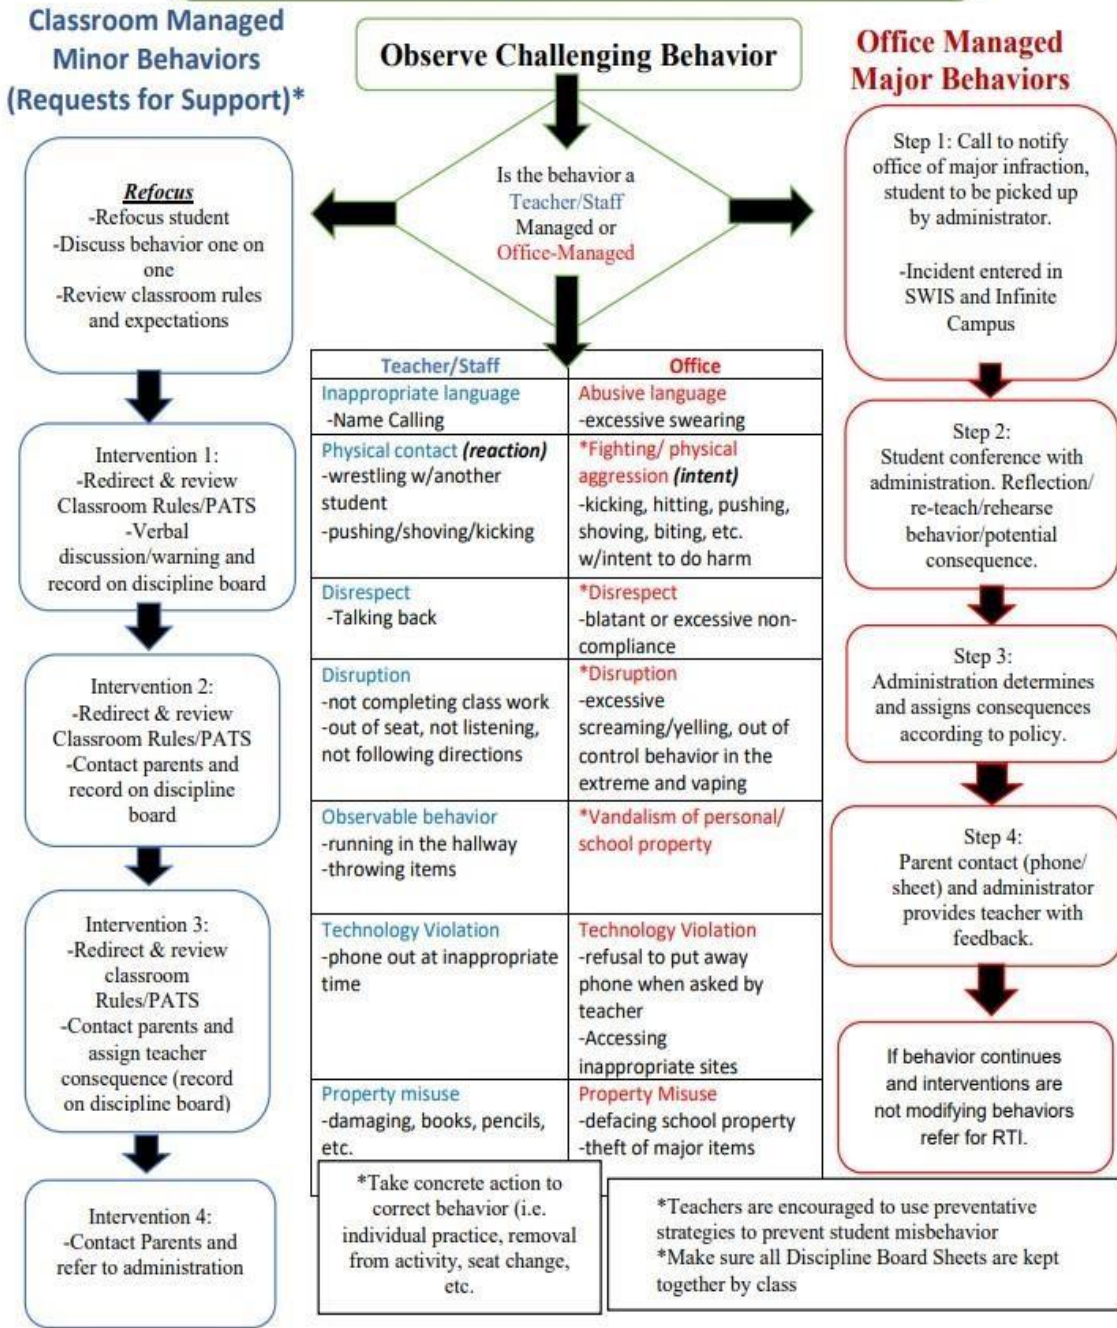 Classroom Managed
Minor Behaviors
(Requests for Support)*
Refocus
-Refocus student
-Discuss behavior one on
one
-Review classroom rules
and expectations
Intervention 1:
-Redirect & review
Classroom Rules/PATS
-Verbal
discussion/warning and
record on discipline board
Intervention 2:
-Redirect & review
Classroom Rules/PATS
-Contact parents and
record on discipline
board
Intervention 3:
-Redirect & review
classroom
Rules/PATS
-Contact parents and
assign teacher
consequence (record
on discipline board)
Intervention 4:
-Contact Parents and
refer to administration
Observe Challenging Behavior
Is the behavior a
Teacher/Staff
Managed or
Office-Managed
Teacher/Staff
Office
Inappropriate language
-Name Calling
Abusive language
-excessive swearing
Physical contact (reaction)
-wrestling w/another
student
-pushing/shoving/kicking
*Fighting/ physical
aggression (intent)
-kicking, hitting, pushing,
shoving, biting, etc.
w/intent to do harm
Disrespect
-Talking back
*Disrespect
-blatant or excessive non-
compliance
Disruption
-not completing class work
-out of seat, not listening,
not following directions
*Disruption
-excessive
screaming/yelling, out of
control behavior in the
extreme and vaping
Observable behavior
-running in the hallway
-throwing items
*Vandalism of personal/
school property
Technology Violation
-phone out at inappropriate
time
Technology Violation
-refusal to put away
phone when asked by
teacher
-Accessing
inappropriate sites
Property misuse
-damaging, books, pencils,
etc.
Property Misuse
-defacing school property
-theft of major items
*Take concrete action to
correct behavior (i.e.
individual practice, removal
from activity, seat change,
etc.
Office Managed
Major Behaviors
Step 1: Call to notify
office of major infraction,
student to be picked up
by administrator.
-Incident entered in
SWIS and Infinite
Campus
Step 2:
Student conference with
administration. Reflection/
re-teach/rehearse
behavior/potential
consequence.
Step 3:
Administration determines
and assigns consequences
according to policy.
Step 4:
Parent contact (phone/
sheet) and administrator
provides teacher with
feedback.
If behavior continues
and interventions are
not modifying behaviors
refer for RTI.
*Teachers are encouraged to use preventative
strategies to prevent student misbehavior
*Make sure all Discipline Board Sheets are kept
together by class